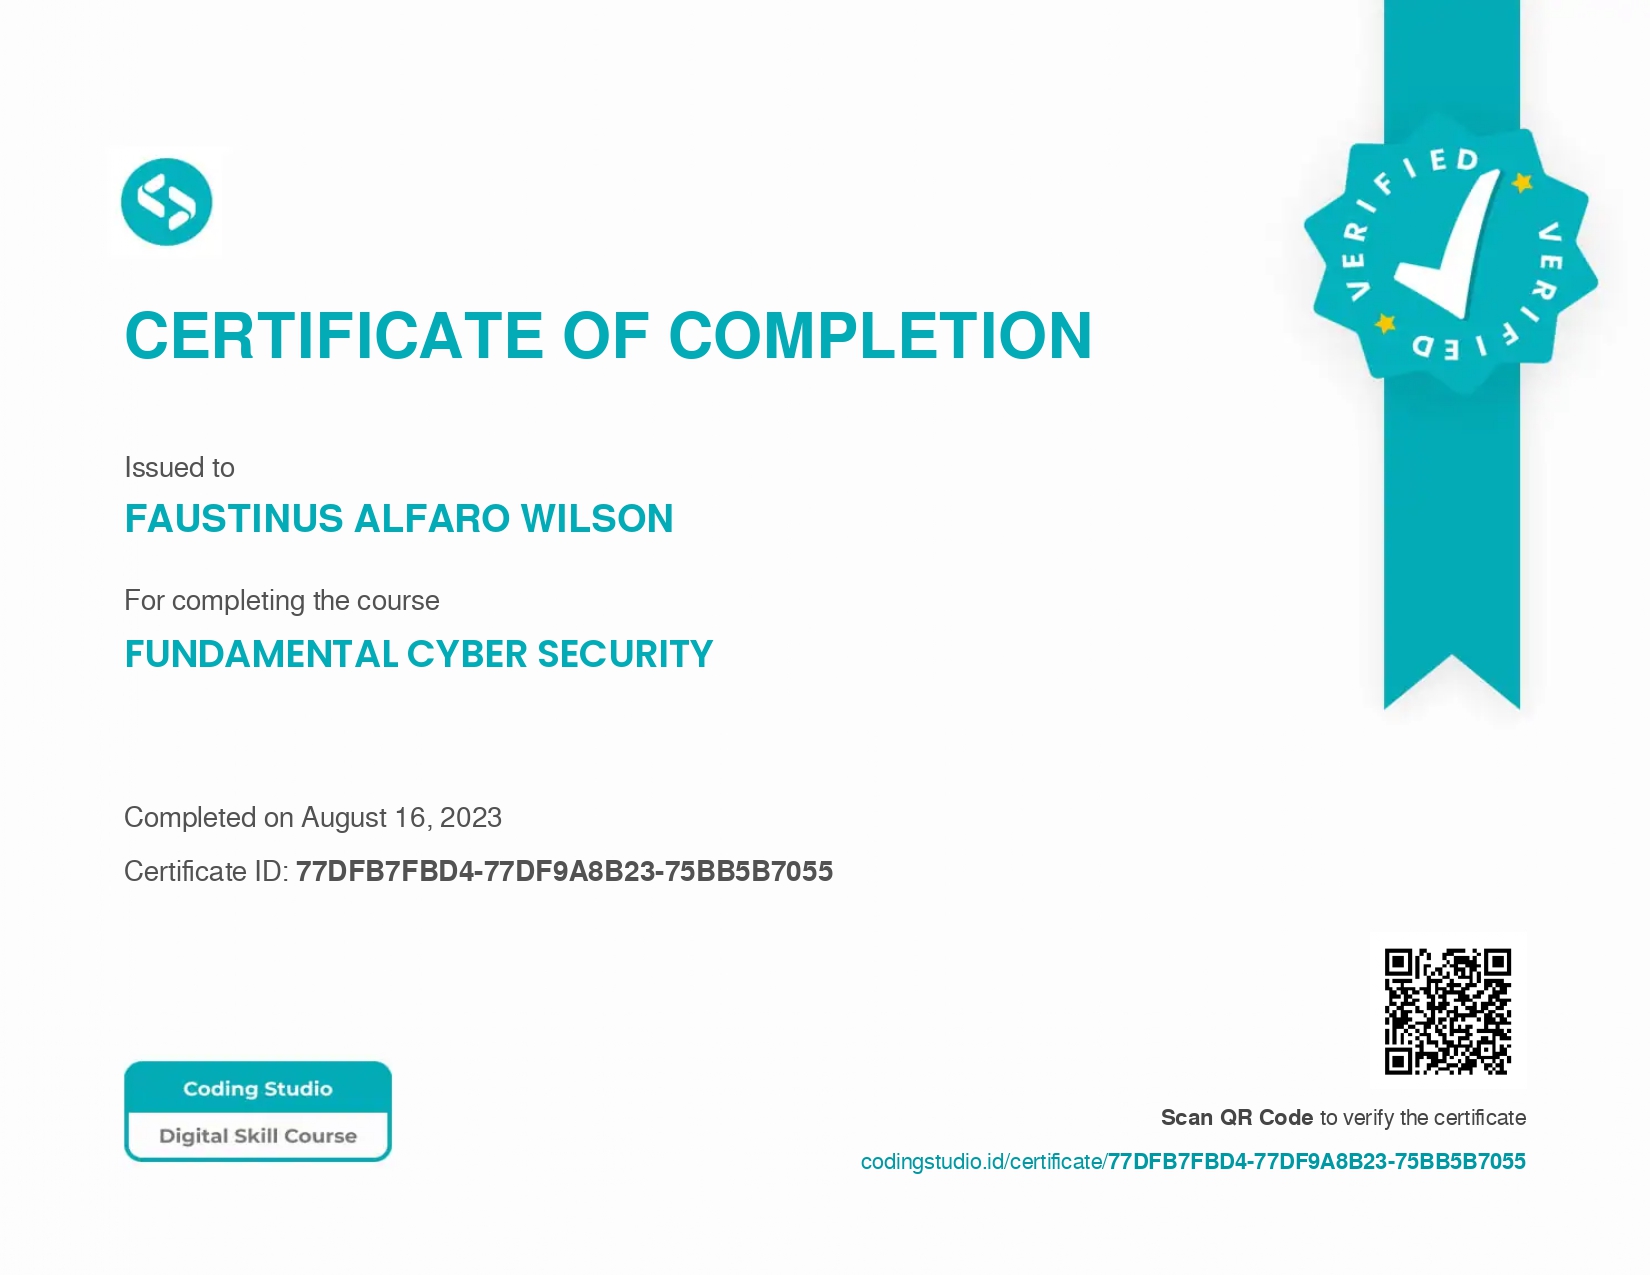 VERIFIED
VERIFIED
CERTIFICATE OF COMPLETION
Issued to
FAUSTINUS ALFARO WILSON
For completing the course
FUNDAMENTAL CYBER SECURITY
Completed on August 16, 2023
Certificate ID: 77DFB7FBD4-77DF9A8B23-75BB5B7055
Coding Studio
Digital Skill Course
Scan QR Code to verify the certificate
codingstudio.id/certificate/77DFB7FBD4-77DF9A8B23-75BB5B7055